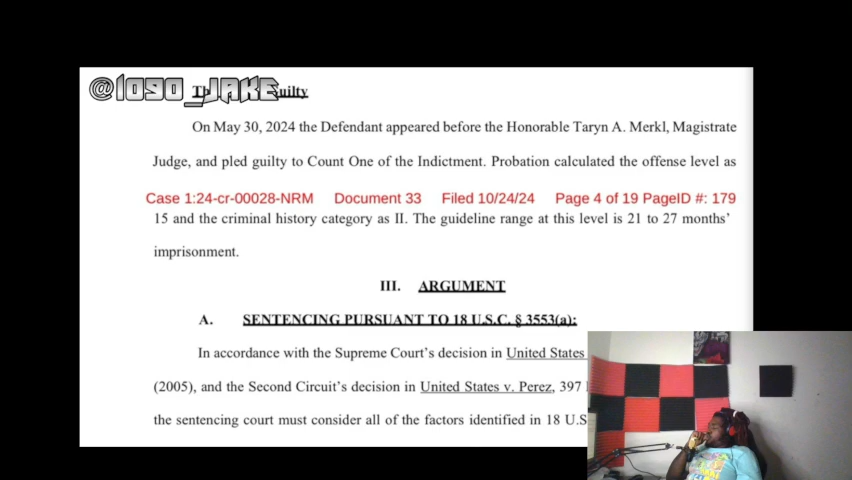 @1090_JAKE
uilty
On May 30, 2024 the Defendant appeared before the Honorable Taryn A. Merkl, Magistrate
Judge, and pled guilty to Count One of the Indictment. Probation calculated the offense level as
Case 1:24-cr-00028-NRM Document 33 Filed 10/24/24 Page 4 of 19 PageID #: 179
15 and the criminal history category as II. The guideline range at this level is 21 to 27 months’
imprisonment.
III. ARGUMENT
A. SENTENCING PURSUANT TO 18 U.S.C. § 3553(a):
In accordance with the Supreme Court’s decision in United States
(2005), and the Second Circuit’s decision in United States v. Perez, 397
the sentencing court must consider all of the factors identified in 18 U.S